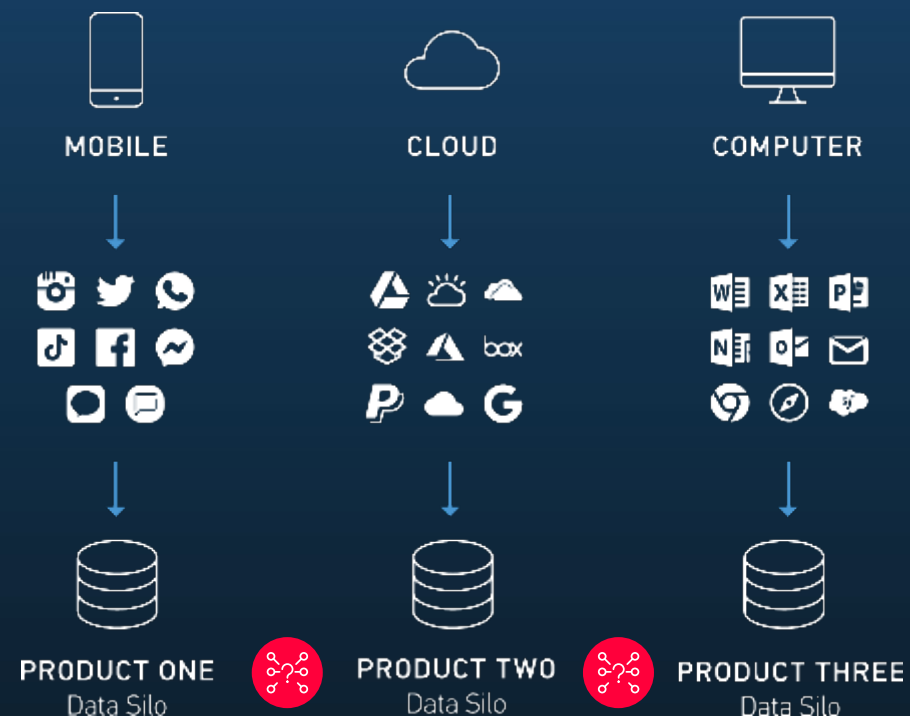 MOBILE
CLOUD
COMPUTER
box
PRODUCT ONE
Data Silo
?
PRODUCT TWO
Data Silo
?
PRODUCT THREE
Data Silo